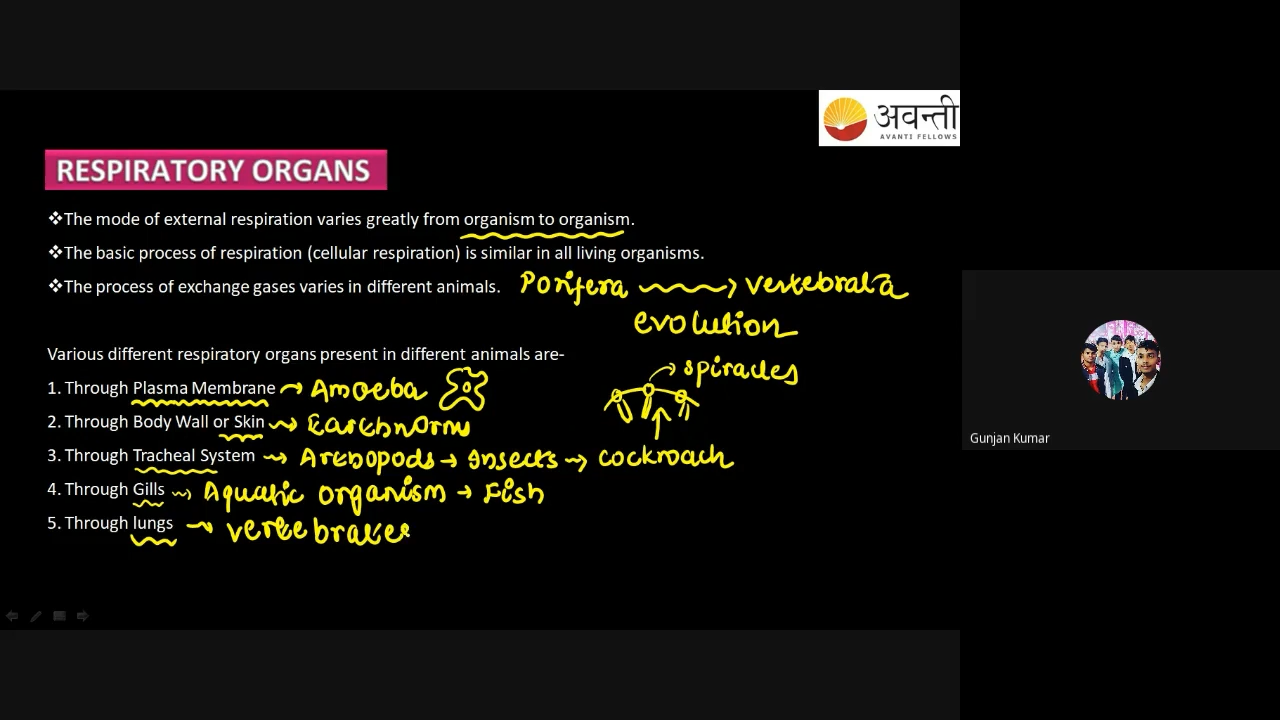 अवन्ती
AVANTI FELLOWS
RESPIRATORY ORGANS
❖The mode of external respiration varies greatly from organism to organism.
❖The basic process of respiration (cellular respiration) is similar in all living organisms.
❖The process of exchange gases varies in different animals. Porifera → vertebrata
evolution
Various different respiratory organs present in different animals are-
spiracles
1. Through Plasma Membrane → Amoeba
2. Through Body Wall or Skin → Earthworms
3. Through Tracheal System → Arthopods → Insects → cockroach
4. Through Gills → Aquatic organism → Fish
5. Through lungs → vertebrates
Gunjan Kumar